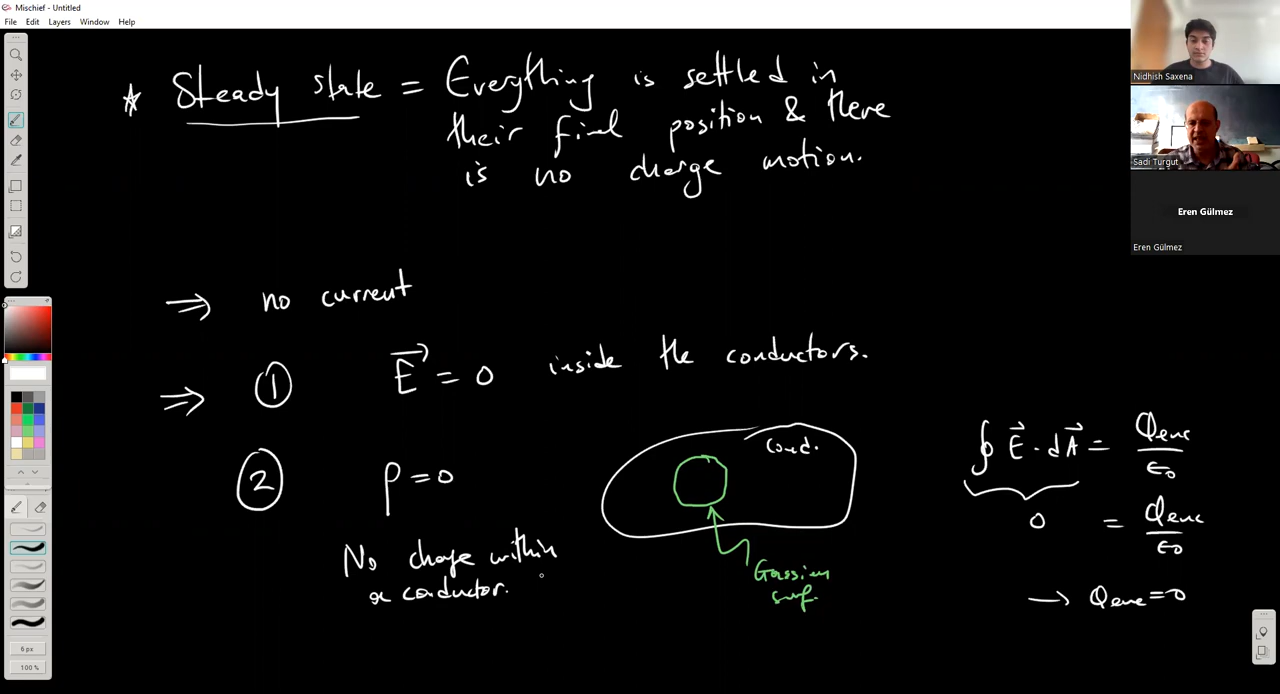 Mischief - Untitled
File Edit Layers Window Help
* Steady state = Everything is settled in
their final position & there
is no charge motion.
⇒ no current
⇒ ① E⃗ = 0 inside the conductors.
② ρ = 0
No charge within
a conductor.
cond.
Gassien
surf.
∮ E⃗ · dA⃗ = Qenc/ε₀
0 = Qenc/ε₀
→ Qenc = 0
Nidhish Saxena
Sadi Turgut
Eren Gülmez
Eren Gülmez
6 px
100 %